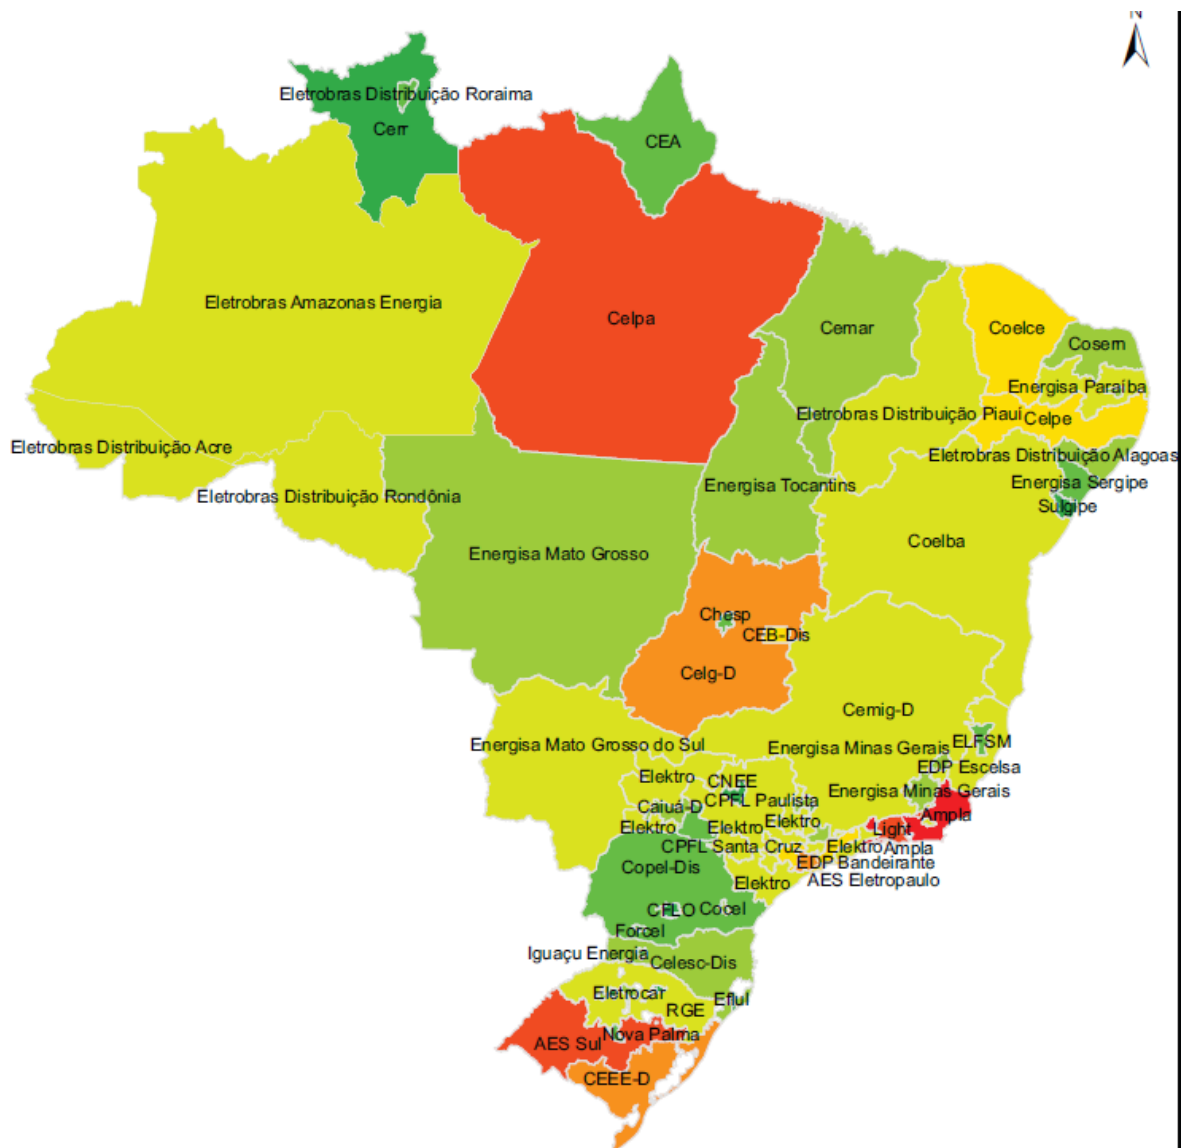 N
Eletrobras Distribuição Roraima
Cerr
CEA
Eletrobras Amazonas Energia
Celpa
Cemar
Coelce
Cosern
Energisa Paraíba
Eletrobras Distribuição Piauí
Celpe
Eletrobras Distribuição Acre
Eletrobras Distribuição Alagoas
Energisa Tocantins
Energisa Sergipe
Eletrobras Distribuição Rondônia
Sulgipe
Coelba
Energisa Mato Grosso
Chesp
CEB-Dis
Celg-D
Cemig-D
Energisa Mato Grosso do Sul
Energisa Minas Gerais
ELFSM
EDP Escelsa
Elektro
CNEE
Energisa Minas Gerais
CPFL Paulista
Caiuá-D
Ampla
Elektro
Elektro
Elektro
Light
CPFL Santa Cruz
Elektro
Ampla
EDP Bandeirante
Copel-Dis
AES Eletropaulo
Elektro
CFLO
Cocel
Forcel
Iguaçu Energia
Celesc-Dis
Eletrocar
Eflul
RGE
Nova Palma
AES Sul
CEEE-D